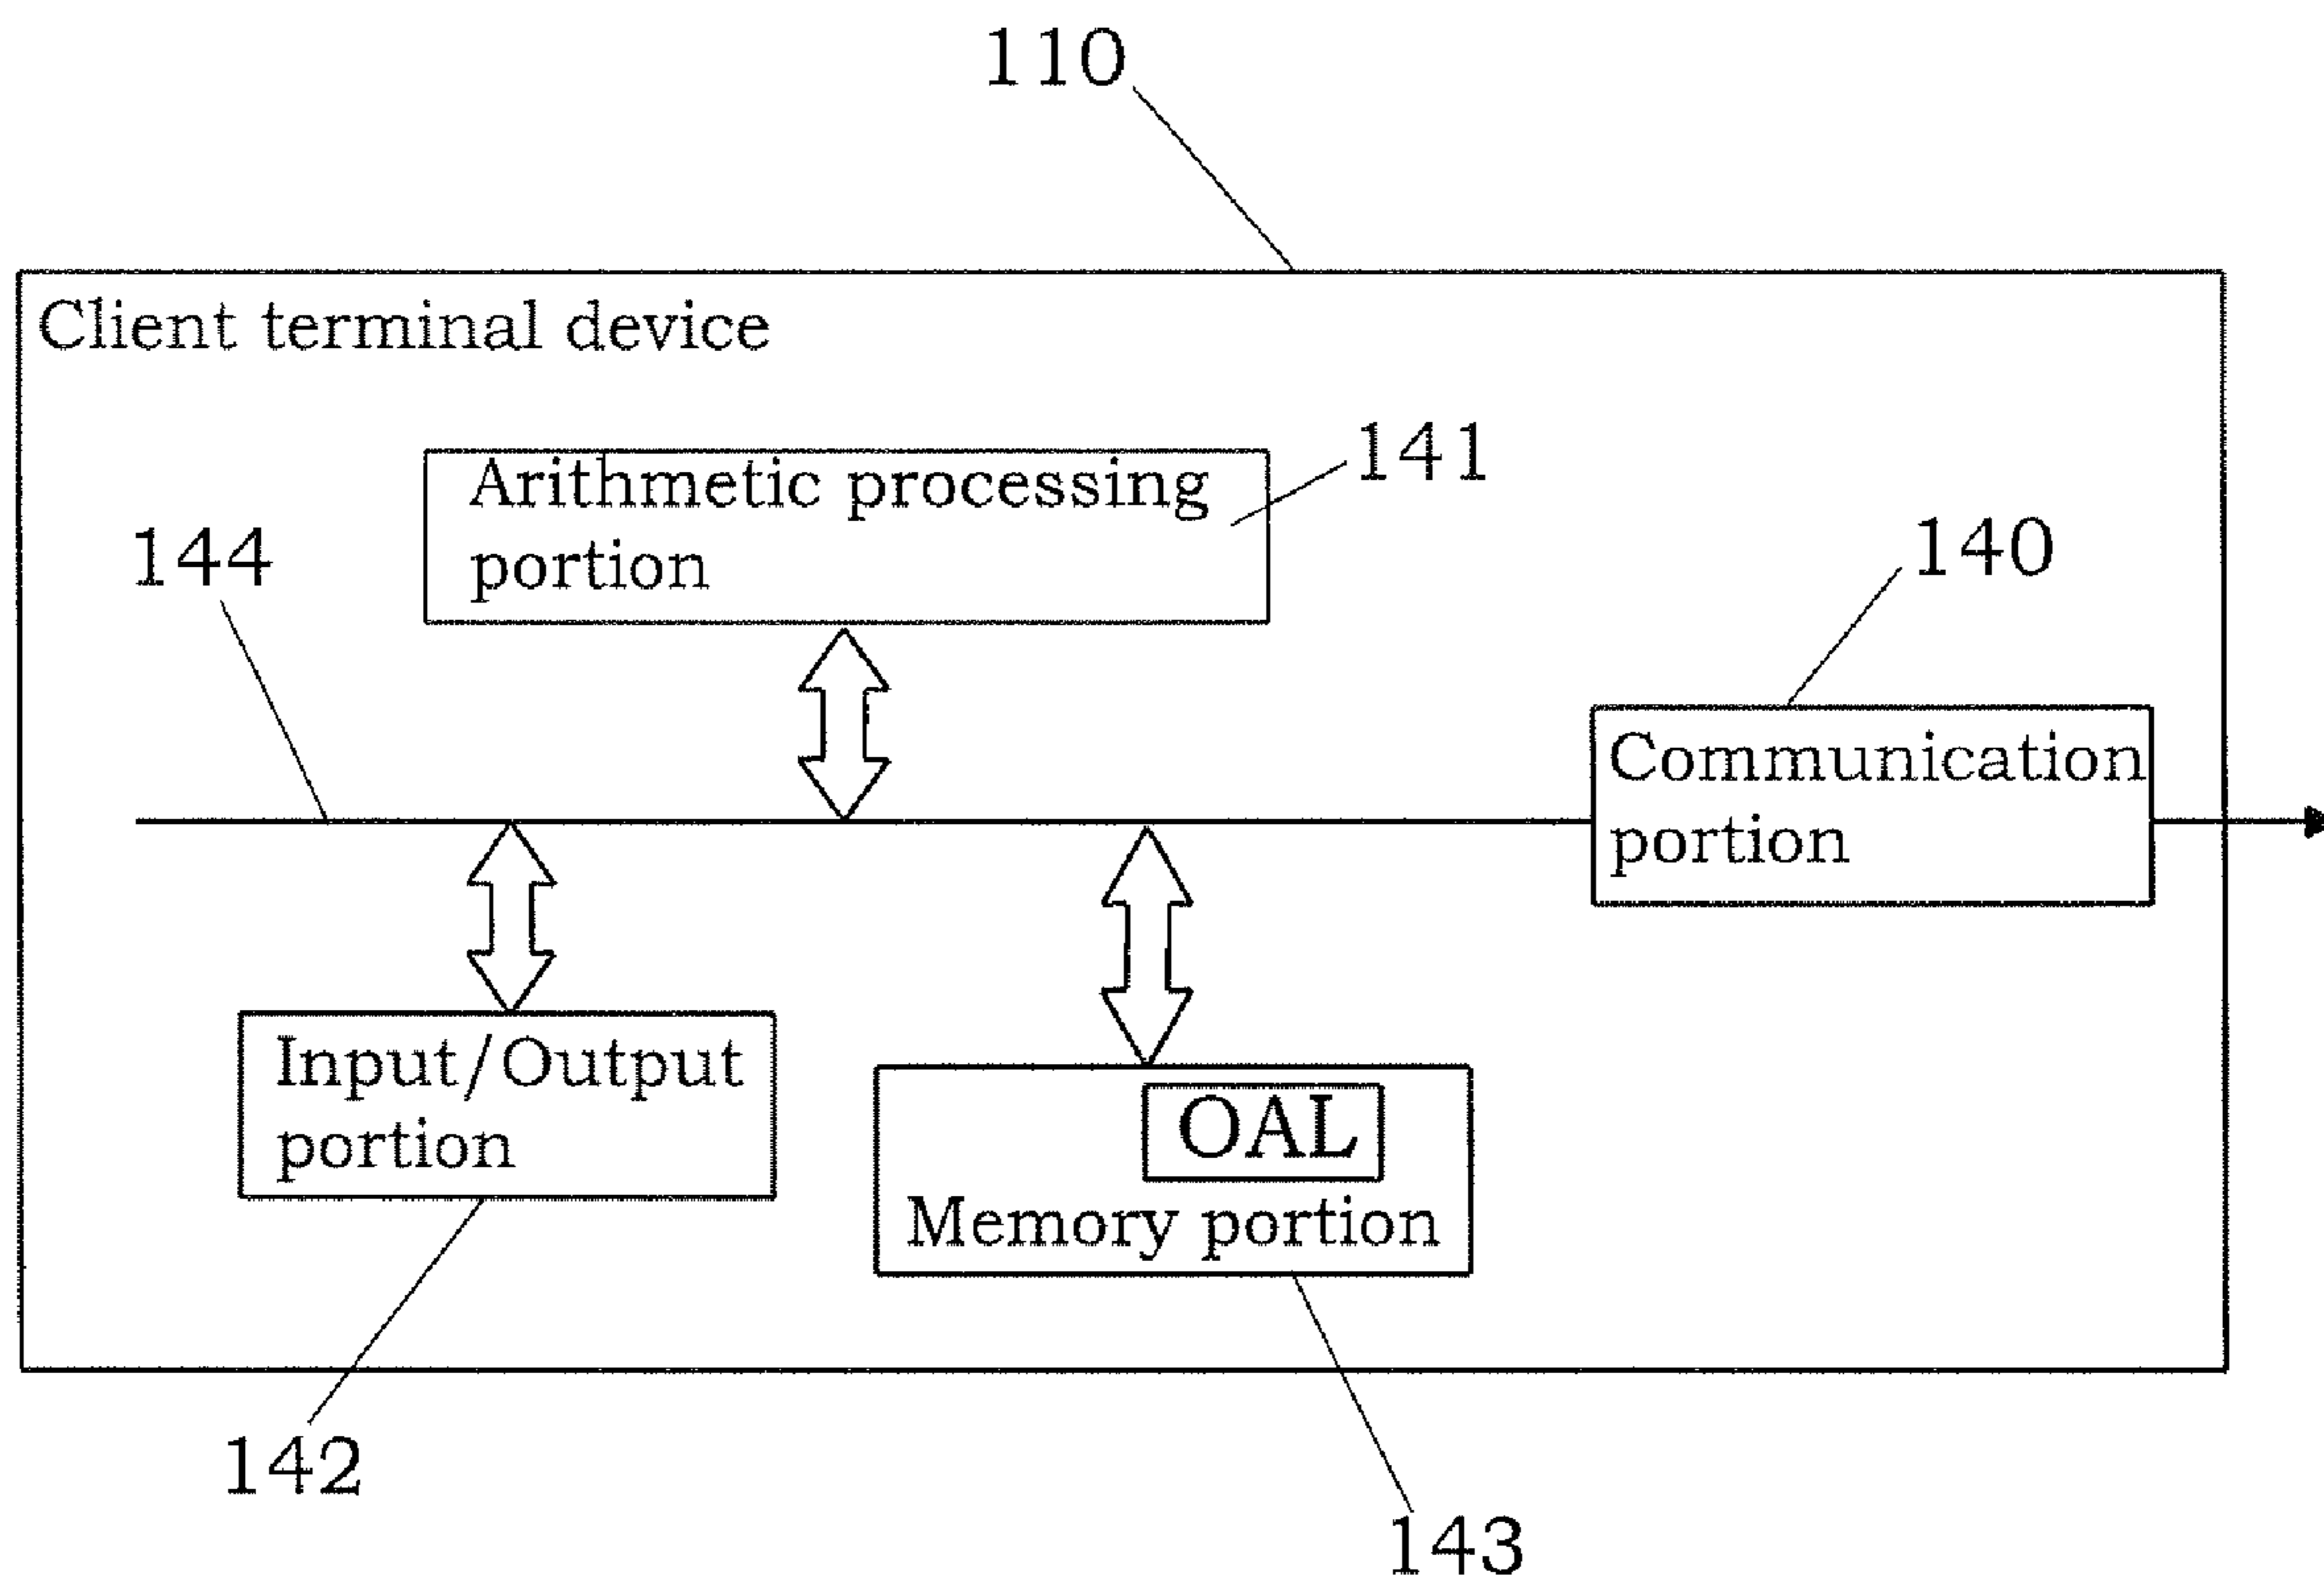 110
Client terminal device
Arithmetic processing
portion
141
144
140
Communication
portion
Input/Output
portion
OAL
Memory portion
142
143